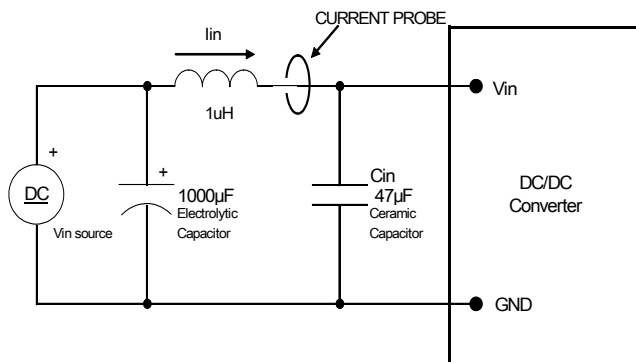 CURRENT PROBE
Iin
1uH
Vin
+
DC
Vin source
+
1000µF
Electrolytic
Capacitor
Cin
47µF
Ceramic
Capacitor
DC/DC
Converter
GND